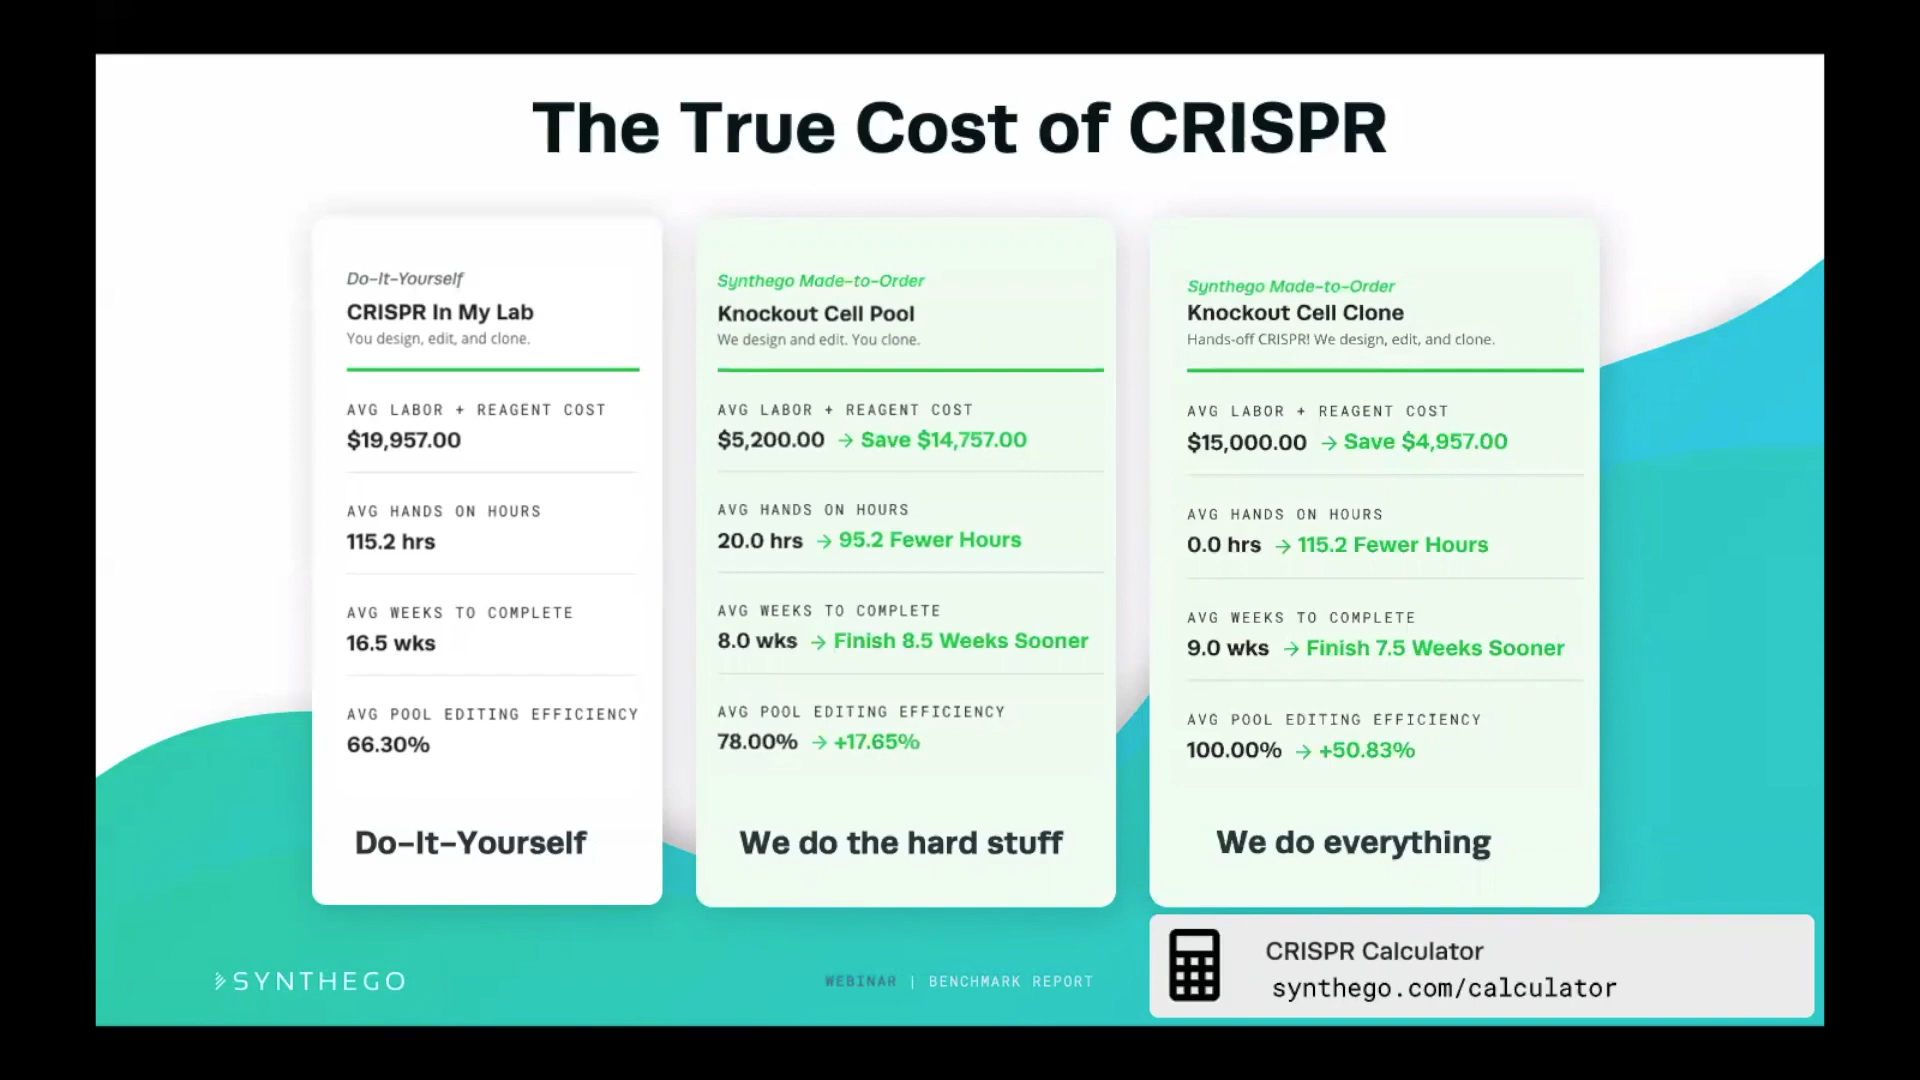 The True Cost of CRISPR
Do-It-Yourself
CRISPR In My Lab
You design, edit, and clone.
AVG LABOR + REAGENT COST
$19,957.00
AVG HANDS ON HOURS
115.2 hrs
AVG WEEKS TO COMPLETE
16.5 wks
AVG POOL EDITING EFFICIENCY
66.30%
Do-It-Yourself
Synthego Made-to-Order
Knockout Cell Pool
We design and edit. You clone.
AVG LABOR + REAGENT COST
$5,200.00 → Save $14,757.00
AVG HANDS ON HOURS
20.0 hrs → 95.2 Fewer Hours
AVG WEEKS TO COMPLETE
8.0 wks → Finish 8.5 Weeks Sooner
AVG POOL EDITING EFFICIENCY
78.00% → +17.65%
We do the hard stuff
Synthego Made-to-Order
Knockout Cell Clone
Hands-off CRISPR! We design, edit, and clone.
AVG LABOR + REAGENT COST
$15,000.00 → Save $4,957.00
AVG HANDS ON HOURS
0.0 hrs → 115.2 Fewer Hours
AVG WEEKS TO COMPLETE
9.0 wks → Finish 7.5 Weeks Sooner
AVG POOL EDITING EFFICIENCY
100.00% → +50.83%
We do everything
SYNTHEGO
WEBINAR | BENCHMARK REPORT
CRISPR Calculator
synthego.com/calculator